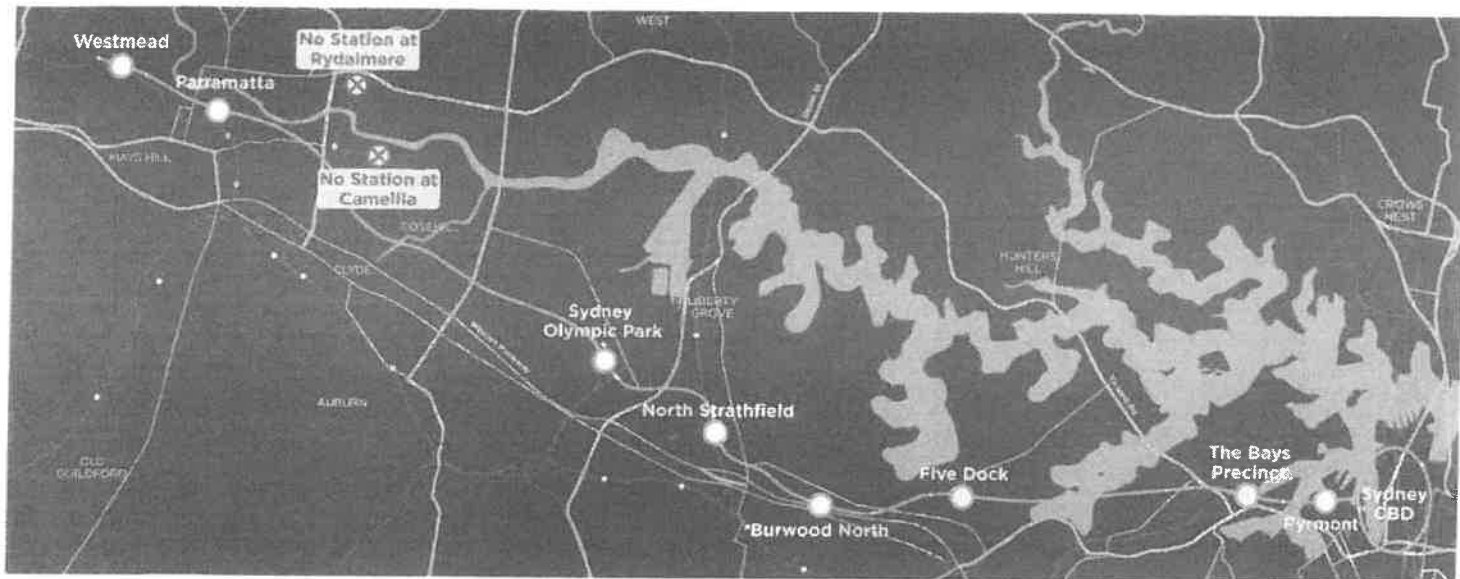 WEST
Westmead
No Station at
Rydalmere
Parramatta
MAYS HILL
No Station at
Camellia
CROWS
NEST
ROSEHILL
HUNTERS
HILL
CLYDE
LIBERTY
GROVE
Sydney
Olympic Park
AUBURN
North Strathfield
OLD
GUILDFORD
Five Dock
The Bays
Precinct
Sydney
CBD
Pyrmont
*Burwood North